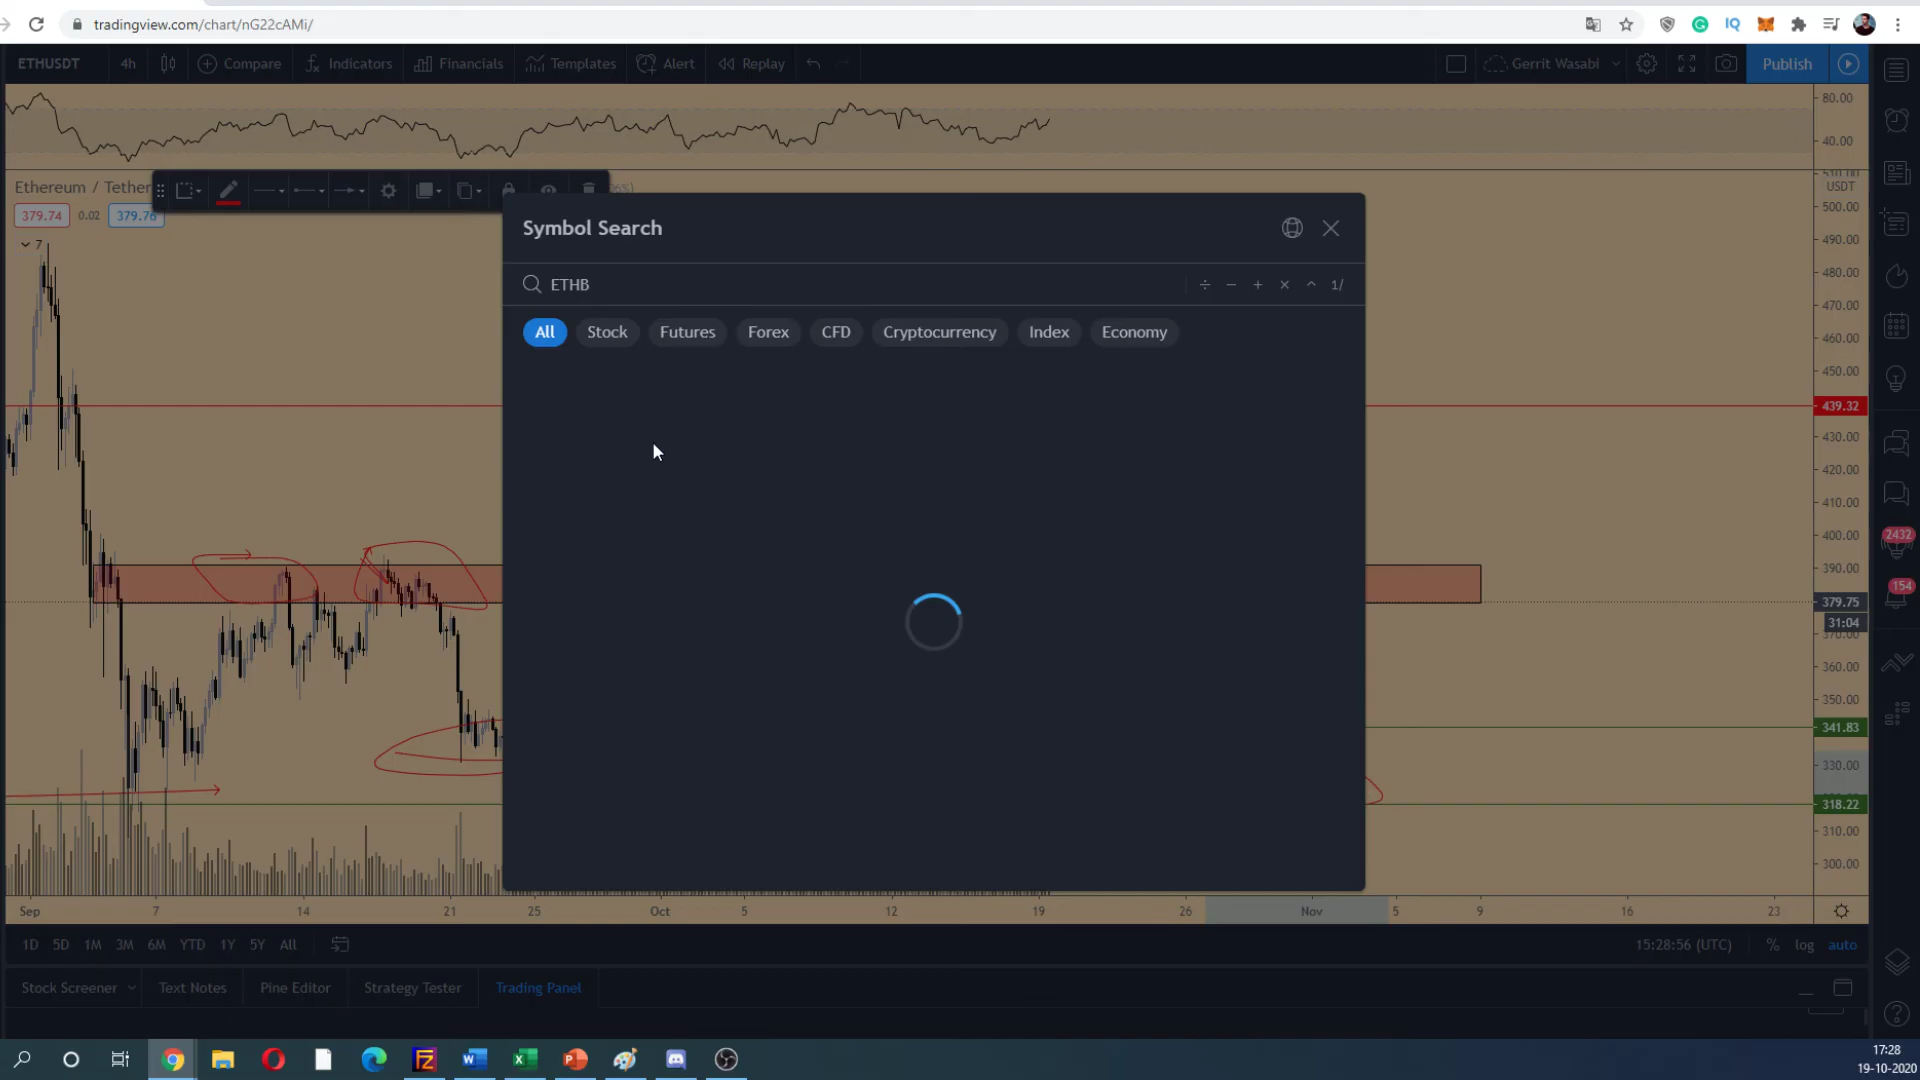 tradingview.com/chart/nG22cAMi/
ETHUSDT 4h Compare Indicators Financials Templates Alert Replay Gerrit Wasabi Publish
80.00
40.00
Ethereum / Tether
USDT
379.74 0.02 379.76
7
Symbol Search
ETHB ÷ − + × ^ 1/
All Stock Futures Forex CFD Cryptocurrency Index Economy
500.00
490.00
480.00
470.00
460.00
450.00
439.32
430.00
420.00
410.00
400.00
390.00
379.75
31:04
370.00
360.00
350.00
341.83
330.00
318.22
310.00
300.00
2432
154
Sep 7 14 21 25 Oct 5 12 19 26 Nov 5 9 16 23
1D 5D 1M 3M 6M YTD 1Y 5Y All 15:28:56 (UTC) % log auto
Stock Screener Text Notes Pine Editor Strategy Tester Trading Panel
17:28
19-10-2020